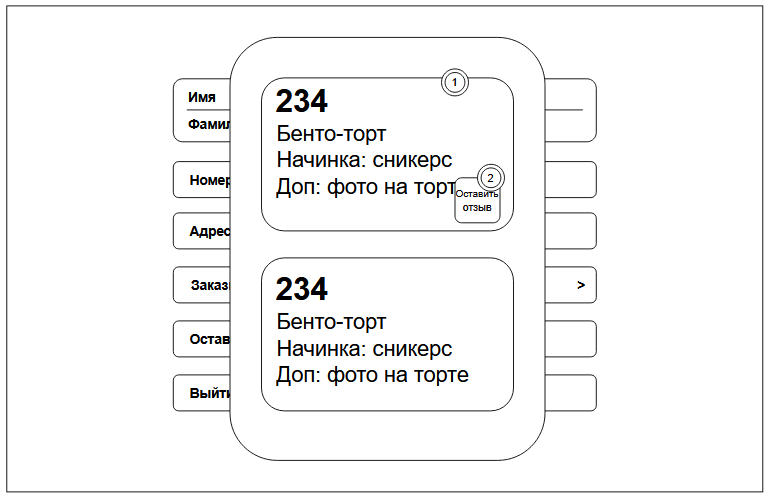 1
234
Бенто-торт
Начинка: сникерс
Доп: фото на торт
2
Оставить
отзыв
234
Бенто-торт
Начинка: сникерс
Доп: фото на торте
Имя
Фамил
Номер
Адрес
Заказ
>
Остав
Выйти